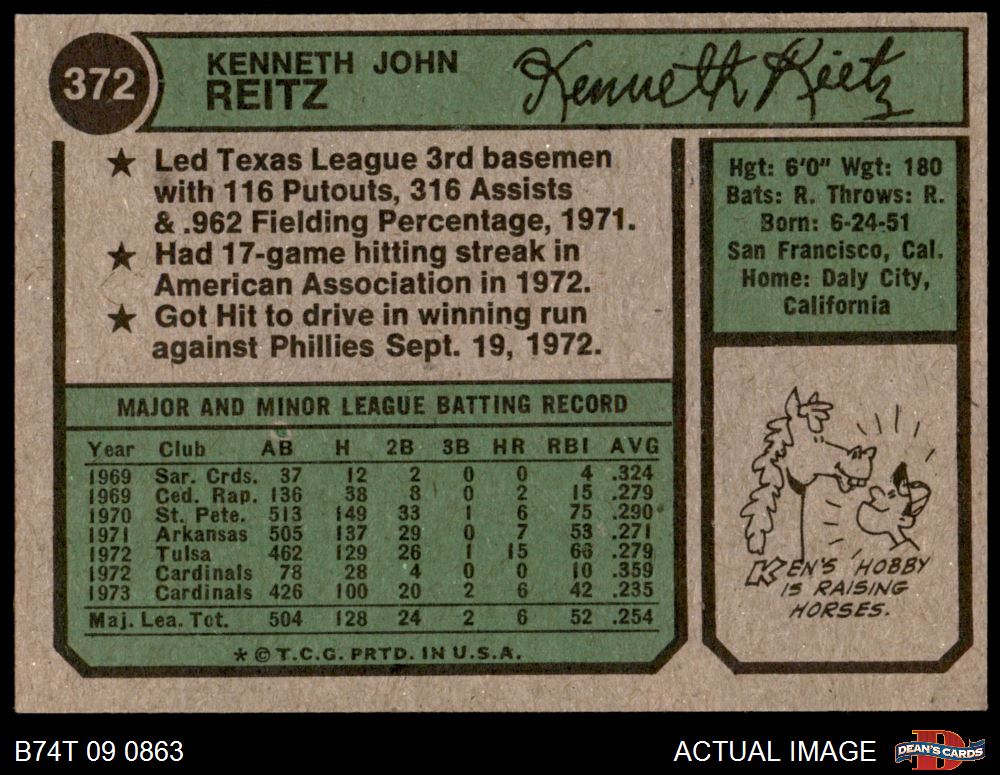 372
KENNETH JOHN
REITZ
Kenneth Reitz
★ Led Texas League 3rd basemen
with 116 Putouts, 316 Assists
& .962 Fielding Percentage, 1971.
★ Had 17-game hitting streak in
American Association in 1972.
★ Got Hit to drive in winning run
against Phillies Sept. 19, 1972.
Hgt: 6'0" Wgt: 180
Bats: R. Throws: R.
Born: 6-24-51
San Francisco, Cal.
Home: Daly City,
California
MAJOR AND MINOR LEAGUE BATTING RECORD
Year Club AB H 2B 3B HR RBI AVG
1969 Sar. Crds. 37 12 2 0 0 4 .324
1969 Ced. Rap. 136 38 8 0 2 15 .279
1970 St. Pete. 513 149 33 1 6 75 .290
1971 Arkansas 505 137 29 0 7 53 .271
1972 Tulsa 462 129 26 1 15 66 .279
1972 Cardinals 78 28 4 0 0 10 .359
1973 Cardinals 426 100 20 2 6 42 .235
Maj. Lea. Tot. 504 128 24 2 6 52 .254
* © T.C.G. PRTD. IN U.S.A.
KEN'S HOBBY
IS RAISING
HORSES.
B74T 09 0863
ACTUAL IMAGE
D
DEAN'S CARDS